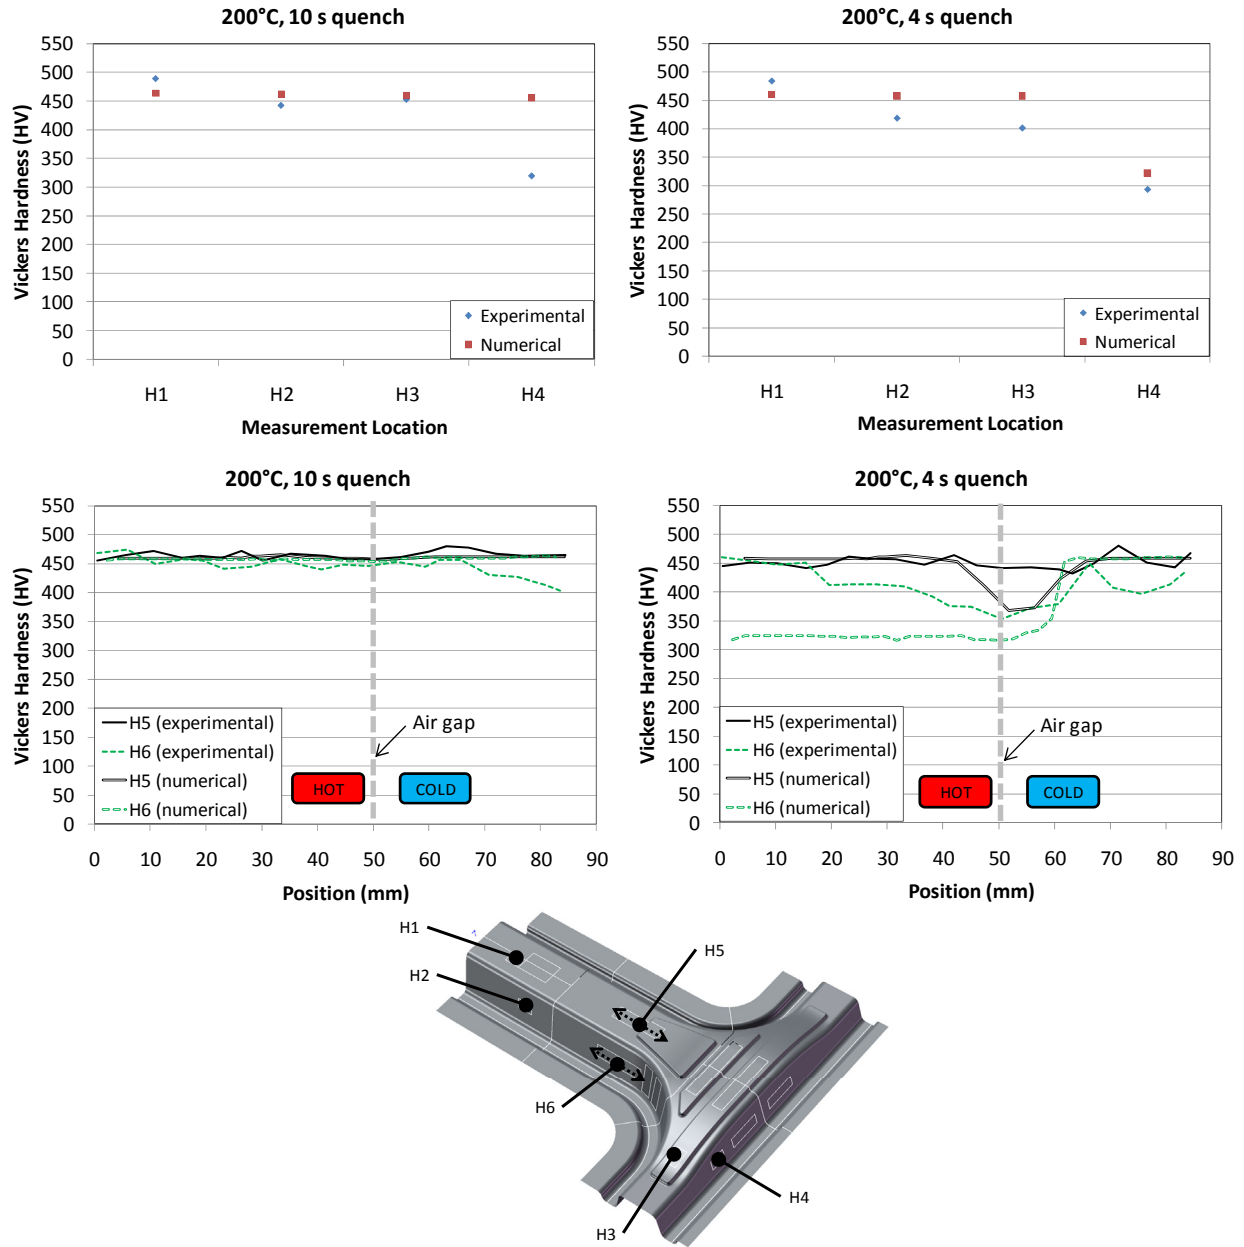 200°C, 10 s quench
550
500
450
400
350
300
250
200
150
100
50
0
Vickers Hardness (HV)
Experimental
Numerical
H1 H2 H3 H4
Measurement Location
200°C, 4 s quench
550
500
450
400
350
300
250
200
150
100
50
0
Vickers Hardness (HV)
Experimental
Numerical
H1 H2 H3 H4
Measurement Location
200°C, 10 s quench
550
500
450
400
350
300
250
200
150
100
50
0
Vickers Hardness (HV)
H5 (experimental)
H6 (experimental)
H5 (numerical)
H6 (numerical)
Air gap
HOT COLD
0 10 20 30 40 50 60 70 80 90
Position (mm)
200°C, 4 s quench
550
500
450
400
350
300
250
200
150
100
50
0
Vickers Hardness (HV)
H5 (experimental)
H6 (experimental)
H5 (numerical)
H6 (numerical)
Air gap
HOT COLD
0 10 20 30 40 50 60 70 80 90
Position (mm)
H1
H2
H5
H6
H3
H4